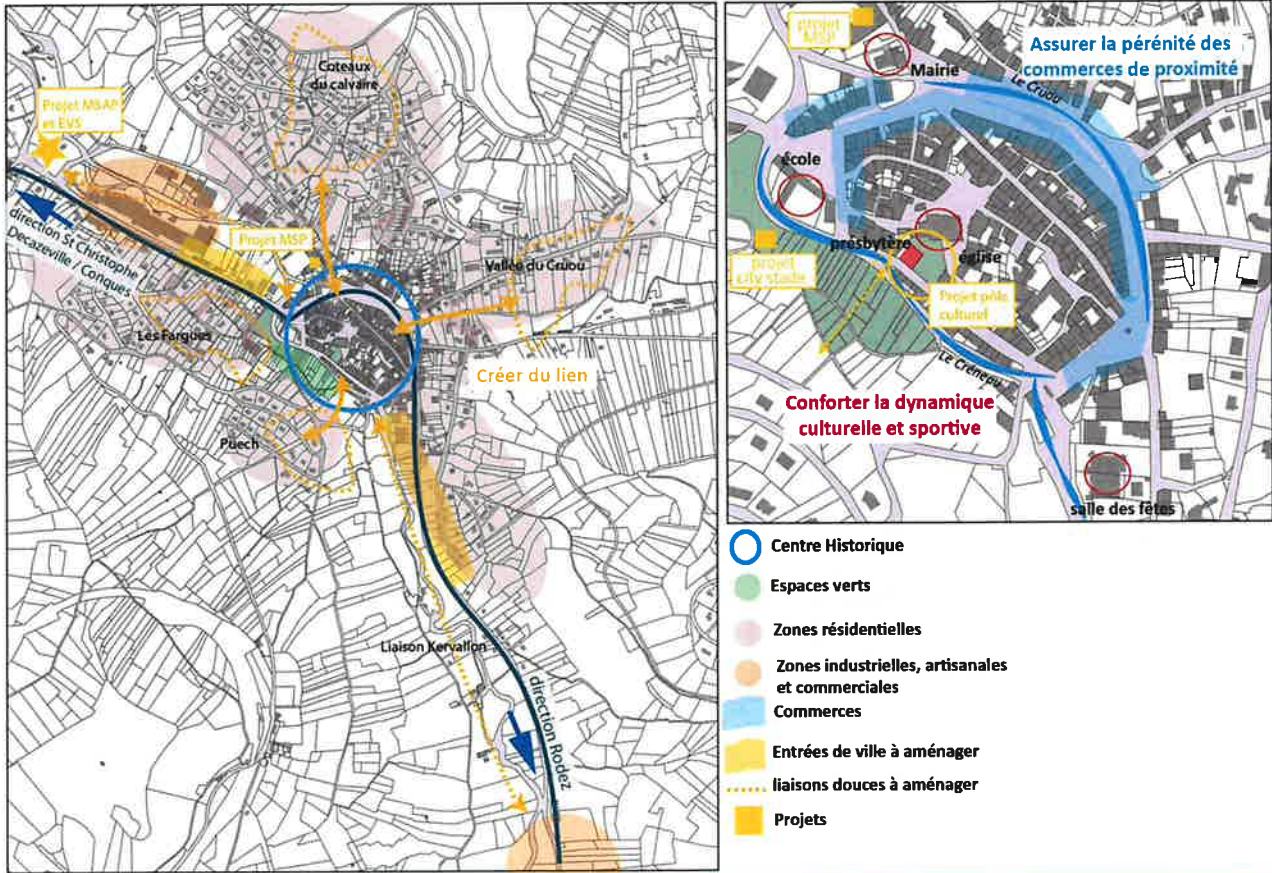 Coteaux
du calvaire
Projet MSAP
et EVS
direction St Christophe
Decazeville / Conques
Projet MSP
Vallée du Cruou
Les Fargues
Créer du lien
Puech
Liaison Kervallon
direction Rodez
projet
MSP
Assurer la pérénité des
commerces de proximité
Mairie
Le Cruou
école
présbytère
église
projet
city stade
Projet pôle
culturel
Le Créneau
Conforter la dynamique
culturelle et sportive
salle des fêtes
Centre Historique
Espaces verts
Zones résidentielles
Zones industrielles, artisanales
et commerciales
Commerces
Entrées de ville à aménager
liaisons douces à aménager
Projets